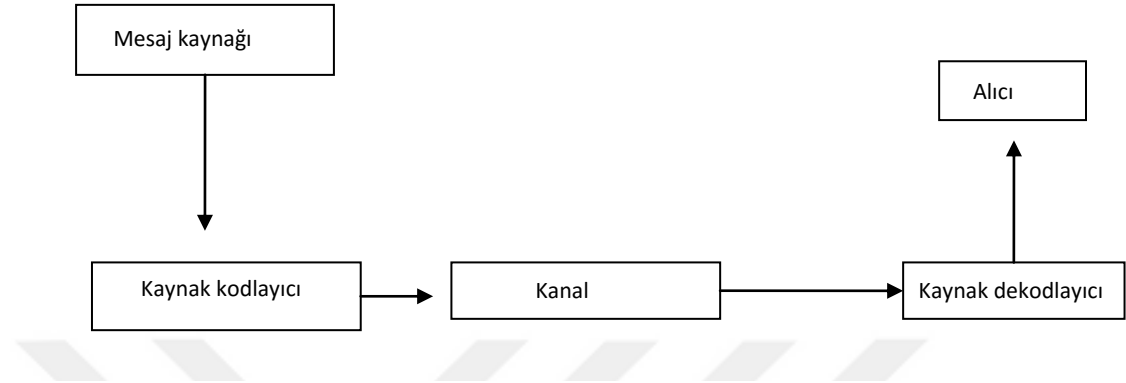 Mesaj kaynağı
Alıcı
Kaynak kodlayıcı
Kanal
Kaynak dekodlayıcı